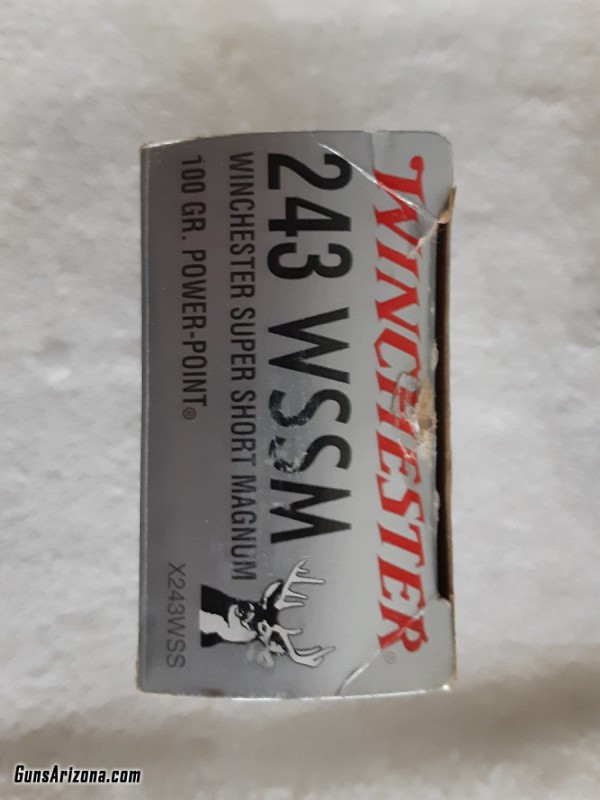 WINCHESTER®
243 WSSM
WINCHESTER SUPER SHORT MAGNUM
100 GR. POWER-POINT®
X243WSS
GunsArizona.com